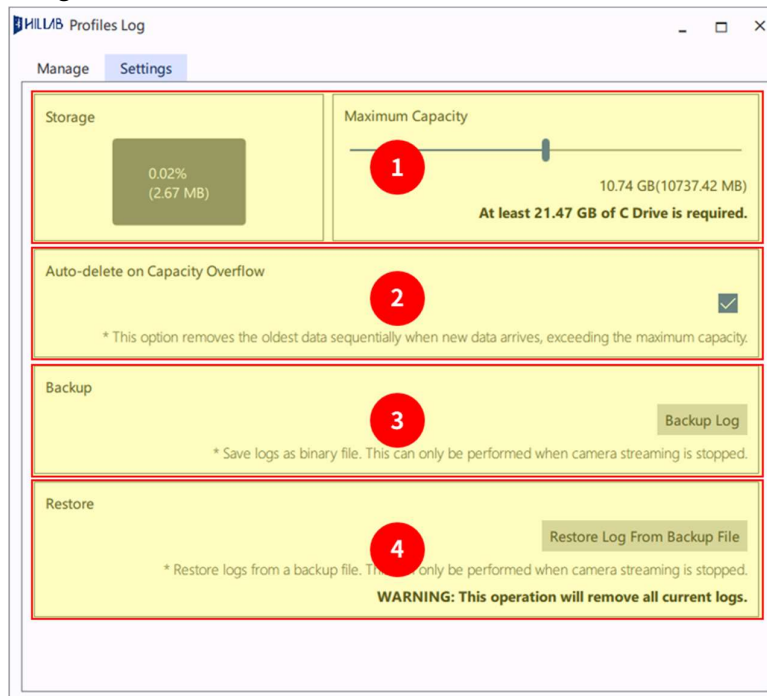 HILLAB Profiles Log
Manage Settings
Storage
0.02%
(2.67 MB)
Maximum Capacity
1
10.74 GB(10737.42 MB)
At least 21.47 GB of C Drive is required.
Auto-delete on Capacity Overflow
2
* This option removes the oldest data sequentially when new data arrives, exceeding the maximum capacity.
Backup
3
Backup Log
* Save logs as binary file. This can only be performed when camera streaming is stopped.
Restore
4
Restore Log From Backup File
* Restore logs from a backup file. only be performed when camera streaming is stopped.
WARNING: This operation will remove all current logs.